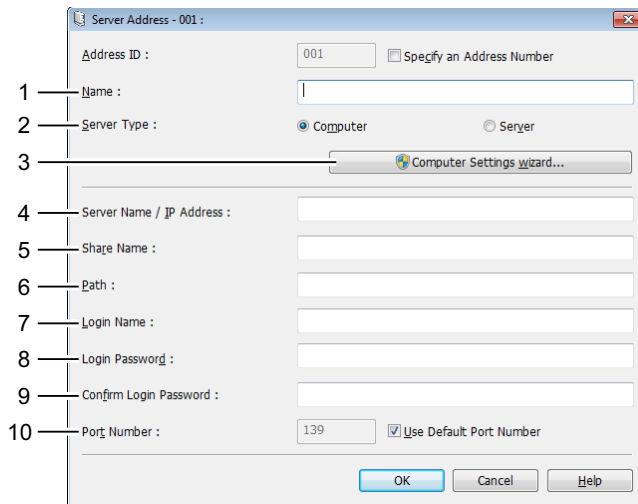 Server Address - 001 :
Address ID : 001 Specify an Address Number
1 Name :
2 Server Type : Computer Server
3 Computer Settings wizard...
4 Server Name / IP Address :
5 Share Name :
6 Path :
7 Login Name :
8 Login Password :
9 Confirm Login Password :
10 Port Number : 139 Use Default Port Number
OK Cancel Help